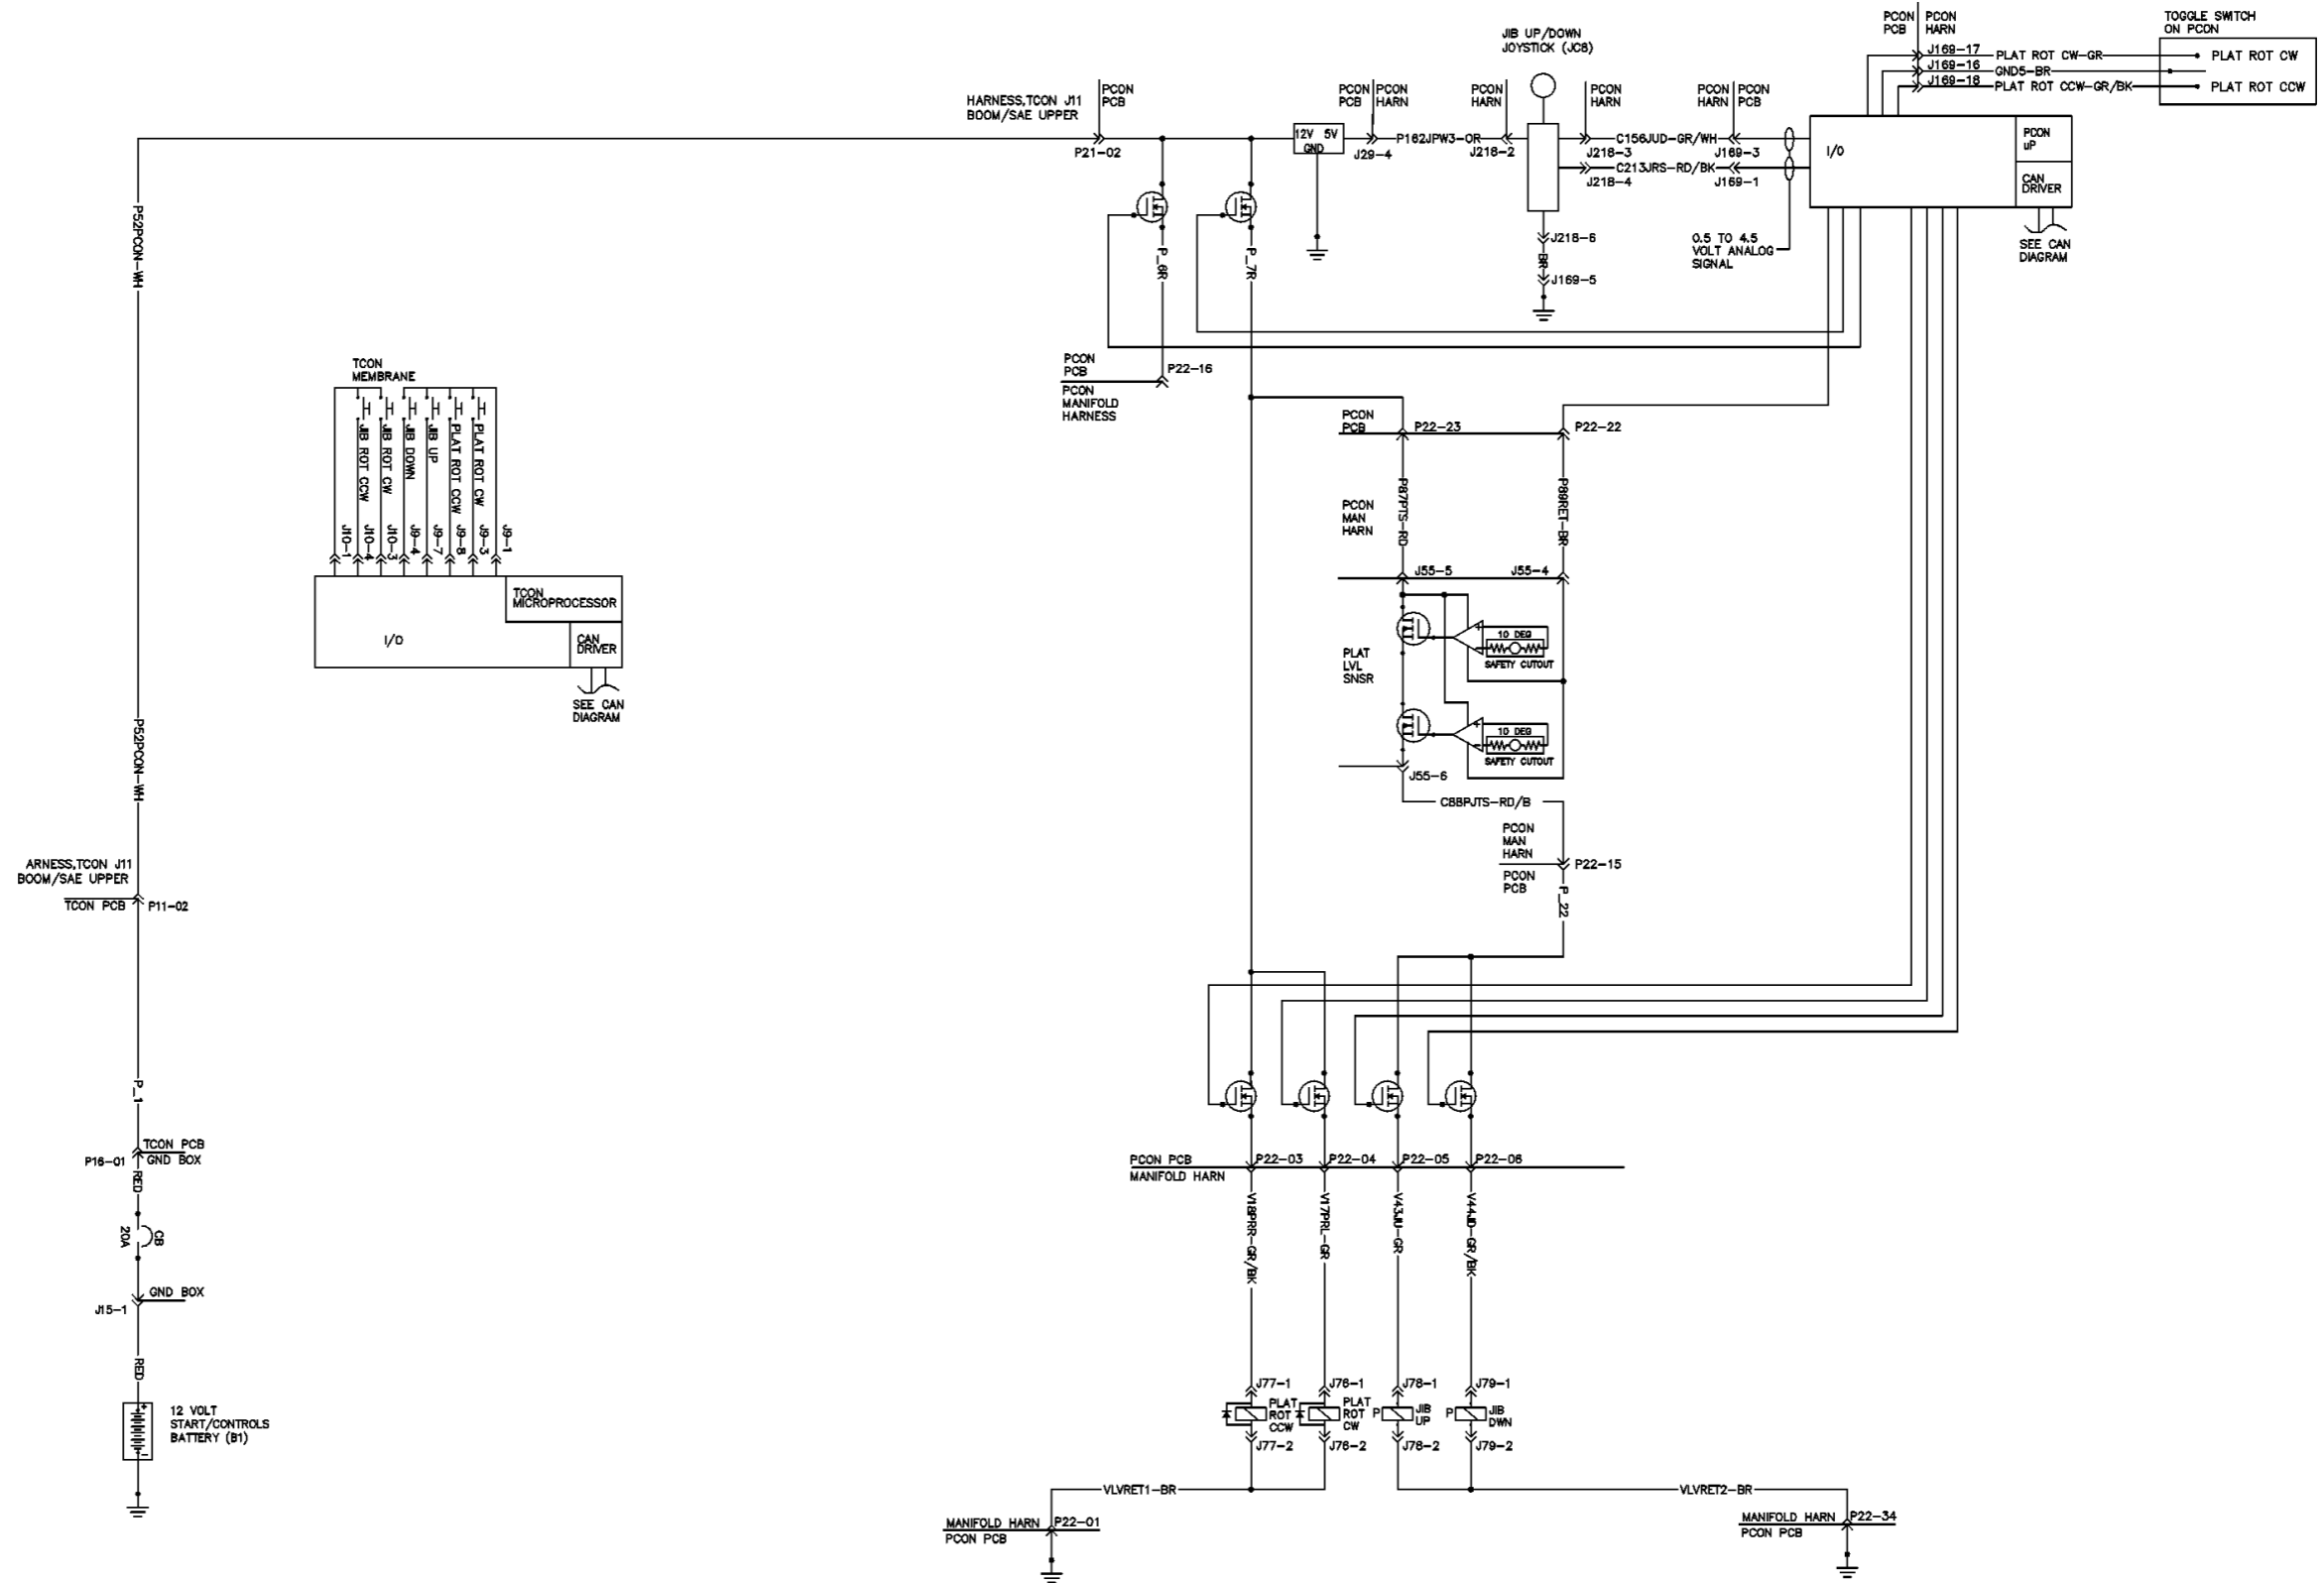 PCON
PCB
PCON
HARN
TOGGLE SWITCH
ON PCON
J169-17
PLAT ROT CW-GR
PLAT ROT CW
J169-16
GND5-BR
J169-18
PLAT ROT CCW-GR/BK
PLAT ROT CCW
JIB UP/DOWN
JOYSTICK (JC6)
HARNESS,TCON J11
BOOM/SAE UPPER
PCON
PCB
P21-02
12V 5V
GND
PCON
PCB
PCON
HARN
J29-4
P162JPW3-OR
PCON
HARN
J218-2
PCON
HARN
C156JUD-GR/WH
J218-3
J169-3
C213JRS-RD/BK
J218-4
J169-1
PCON
HARN
PCON
PCB
I/O
PCON
uP
CAN
DRIVER
SEE CAN
DIAGRAM
J218-6
BR
J169-5
0.5 TO 4.5
VOLT ANALOG
SIGNAL
P52PCON-WH
P_6R
P_7R
PCON
PCB
P22-16
PCON
MANIFOLD
HARNESS
TCON
MEMBRANE
JIB ROT CCW
JIB ROT CW
JIB DOWN
JIB UP
PLAT ROT CCW
PLAT ROT CW
J10-1
J10-4
J10-3
J9-4
J9-7
J9-8
J9-3
J9-1
TCON
MICROPROCESSOR
I/O
CAN
DRIVER
SEE CAN
DIAGRAM
PCON
PCB
P22-23
P22-22
PCON
MAN
HARN
P87PTS-RD
P89RET-BR
J55-5
J55-4
PLAT
LVL
SNSR
10 DEG
SAFETY CUTOUT
10 DEG
SAFETY CUTOUT
J55-6
C88PJTS-RD/B
PCON
MAN
HARN
P22-15
PCON
PCB
P_22
P52PCON-WH
ARNESS,TCON J11
BOOM/SAE UPPER
TCON PCB
P11-02
P_1
TCON PCB
P16-01
GND BOX
RED
CB
20A
GND BOX
J15-1
RED
12 VOLT
START/CONTROLS
BATTERY (B1)
PCON PCB
P22-03
P22-04
P22-05
P22-06
MANIFOLD HARN
V18PRR-GR/BK
V17PRL-GR
V43JU-GR
V44JD-GR/BK
J77-1
J76-1
J78-1
J79-1
PLAT
ROT
CCW
PLAT
ROT
CW
P
JIB
UP
P
JIB
DWN
J77-2
J76-2
J78-2
J79-2
VLVRET1-BR
VLVRET2-BR
MANIFOLD HARN
P22-01
PCON PCB
MANIFOLD HARN
P22-34
PCON PCB